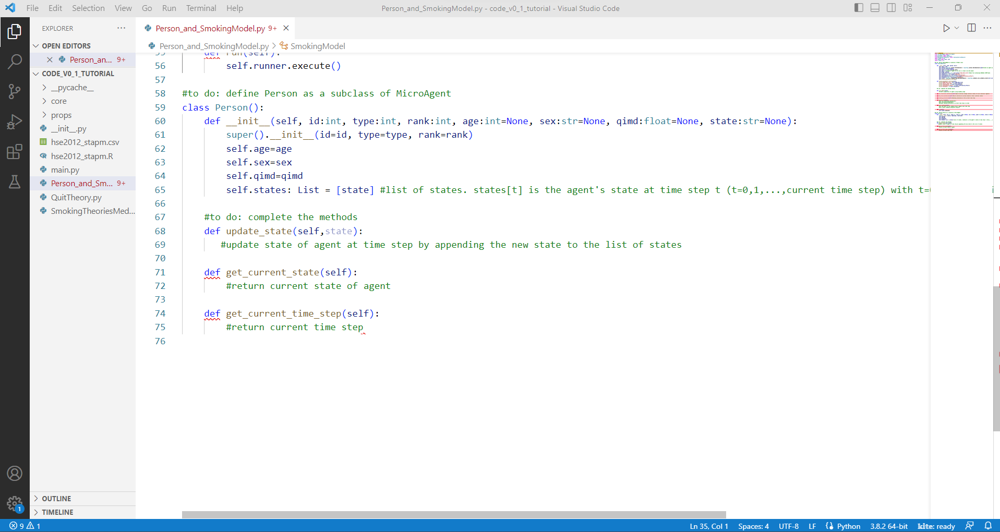 File Edit Selection View Go Run Terminal Help
Person_and_SmokingModel.py - code_v0_1_tutorial - Visual Studio Code
EXPLORER
OPEN EDITORS
Person_an... 9+
CODE_V0_1_TUTORIAL
__pycache__
core
props
__init__.py
hse2012_stapm.csv
hse2012_stapm.R
main.py
Person_and_Sm... 9+
QuitTheory.py
SmokingTheoriesMed...
OUTLINE
TIMELINE
Person_and_SmokingModel.py 9+
Person_and_SmokingModel.py > SmokingModel
55 def run(self):
56 self.runner.execute()
57
58 #to do: define Person as a subclass of MicroAgent
59 class Person():
60 def __init__(self, id:int, type:int, rank:int, age:int=None, sex:str=None, qimd:float=None, state:str=None):
61 super().__init__(id=id, type=type, rank=rank)
62 self.age=age
63 self.sex=sex
64 self.qimd=qimd
65 self.states: List = [state] #list of states. states[t] is the agent's state at time step t (t=0,1,...,current time step) with t=
66
67 #to do: complete the methods
68 def update_state(self,state):
69 #update state of agent at time step by appending the new state to the list of states
70
71 def get_current_state(self):
72 #return current state of agent
73
74 def get_current_time_step(self):
75 #return current time step
76
9 1
Ln 35, Col 1 Spaces: 4 UTF-8 LF Python 3.8.2 64-bit kite: ready
1